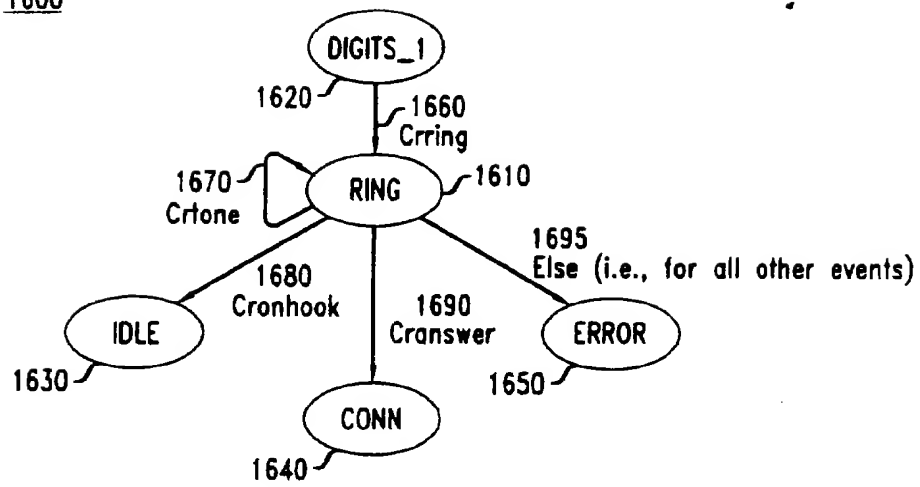 1600
DIGITS_1
1620
1660
Crring
1670
Crtone
RING
1610
1680
Cronhook
1690
Cranswer
1695
Else (i.e., for all other events)
IDLE
1630
CONN
1640
ERROR
1650